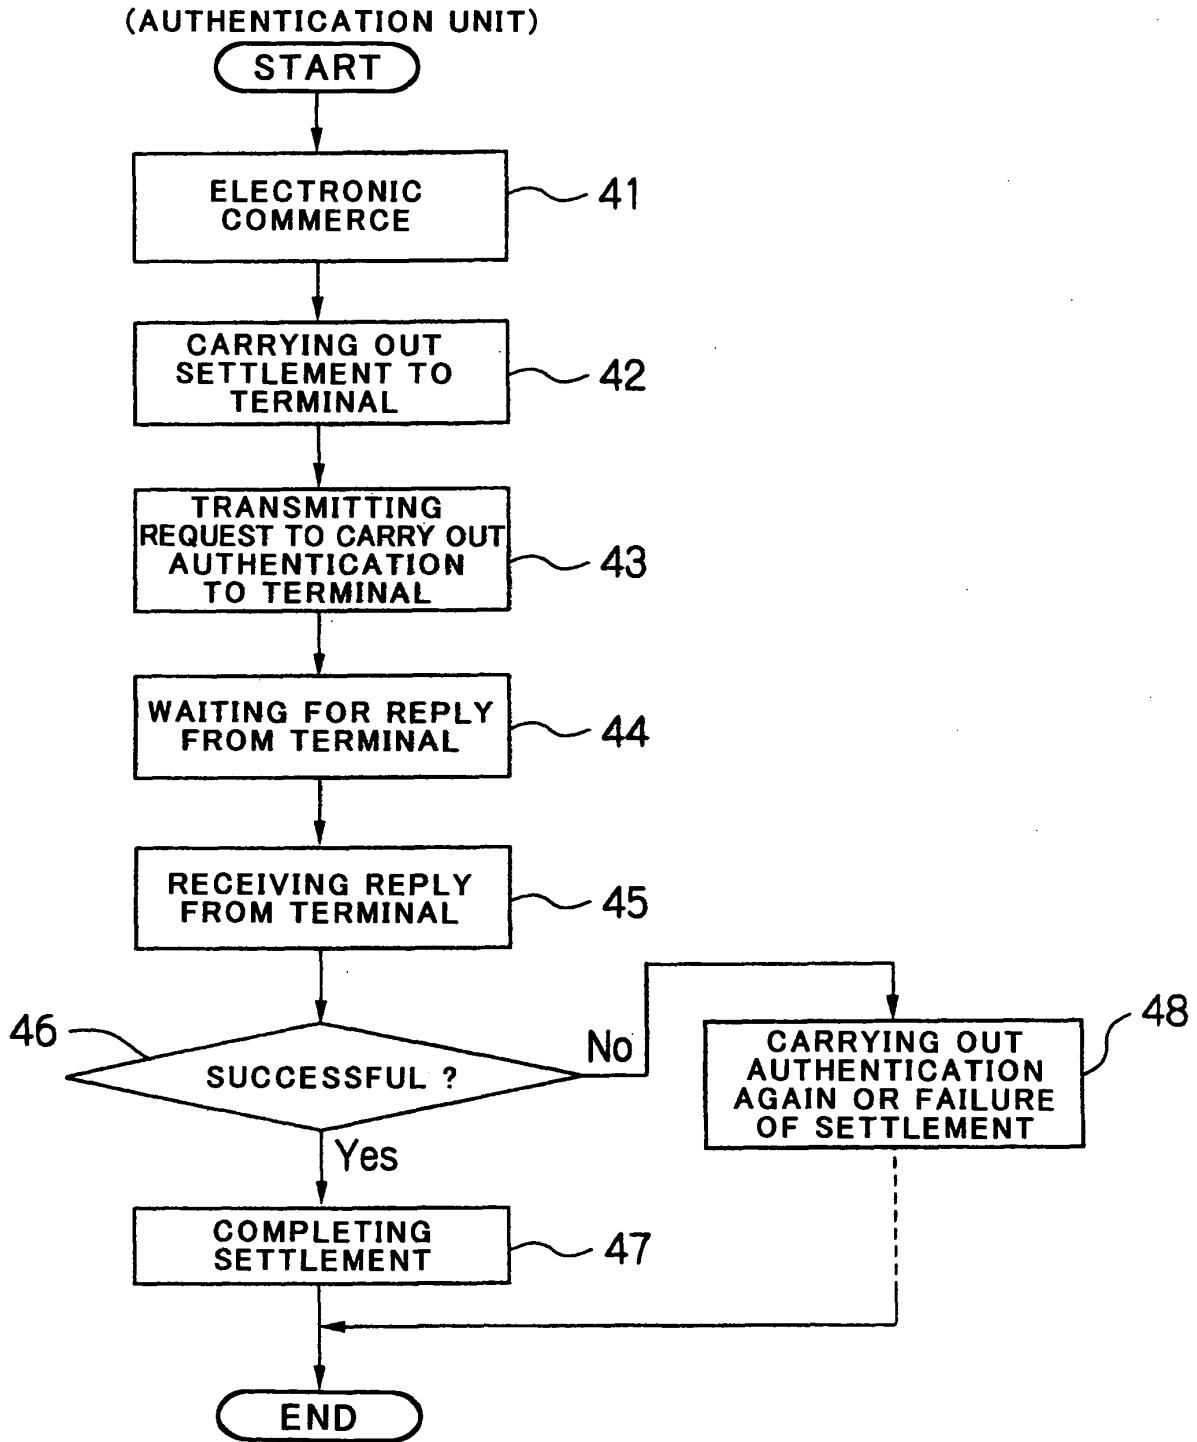 (AUTHENTICATION UNIT)
START
ELECTRONIC
COMMERCE
41
CARRYING OUT
SETTLEMENT TO
TERMINAL
42
TRANSMITTING
REQUEST TO CARRY OUT
AUTHENTICATION
TO TERMINAL
43
WAITING FOR REPLY
FROM TERMINAL
44
RECEIVING REPLY
FROM TERMINAL
45
46
SUCCESSFUL ?
No
Yes
CARRYING OUT
AUTHENTICATION
AGAIN OR FAILURE
OF SETTLEMENT
48
COMPLETING
SETTLEMENT
47
END